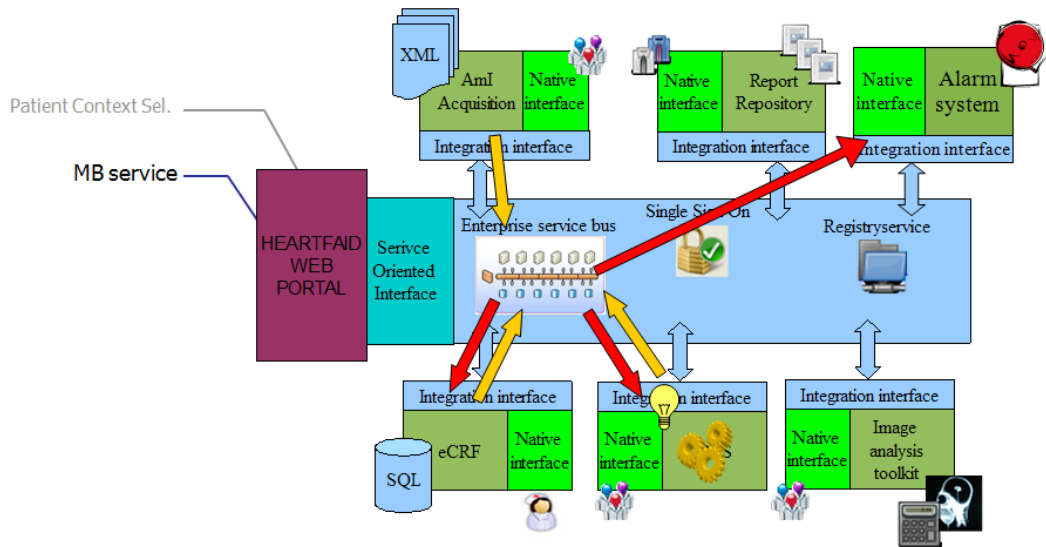 XML
AmI
Acquisition
Native
interface
Integration interface
Native
interface
Report
Repository
Integration interface
Native
interface
Alarm
system
Integration interface
Patient Context Sel.
MB service
HEARTFAID
WEB
PORTAL
Serivce
Oriented
Interface
Enterprise service bus
Single Sign On
Registryservice
Integration interface
eCRF
Native
interface
SQL
Integration interface
Native
interface
S
Integration interface
Native
interface
Image
analysis
toolkit